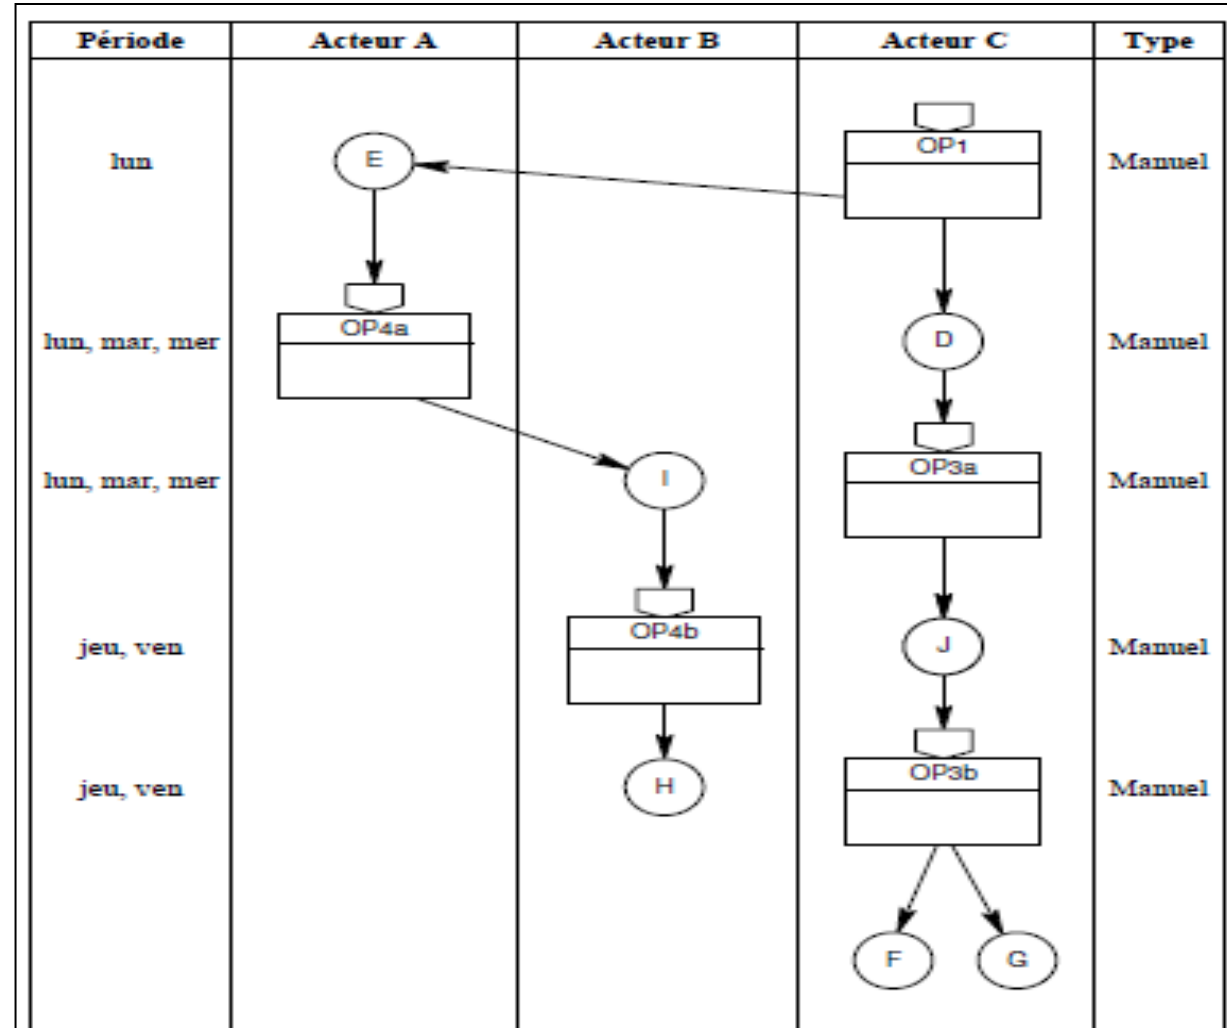 Période Acteur A Acteur B Acteur C Type
OP1
lun E Manuel
OP4a
lun, mar, mer D Manuel
OP3a
lun, mar, mer I Manuel
OP4b
jeu, ven J Manuel
OP3b
jeu, ven H Manuel
F G